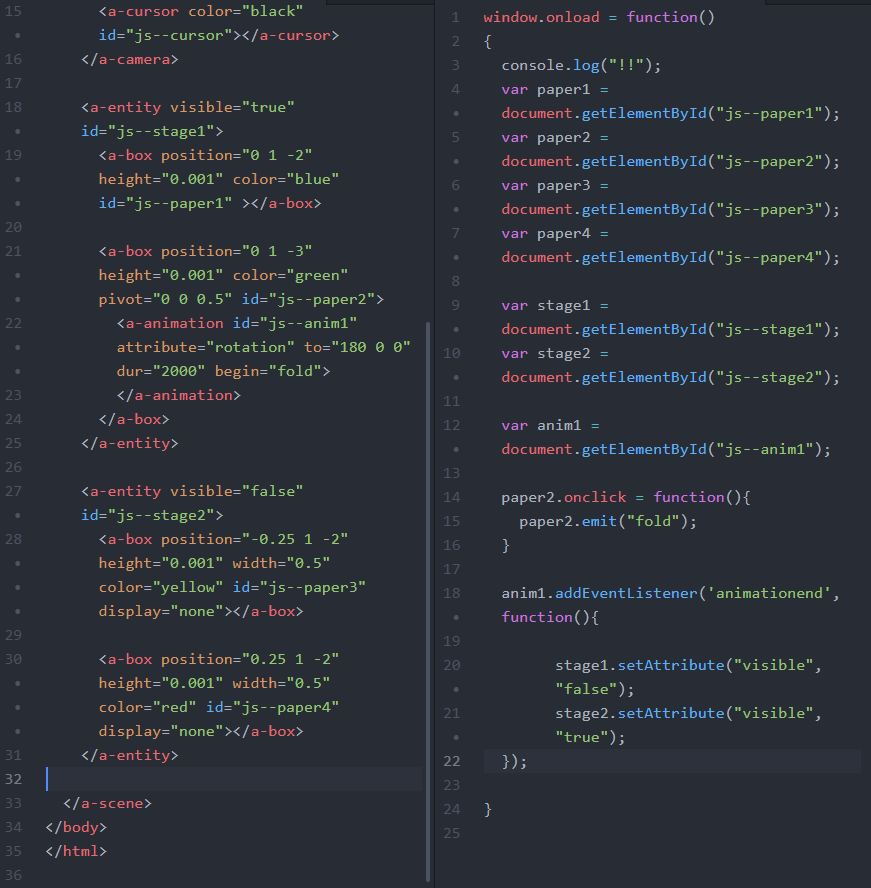 15 <a-cursor color="black"
• id="js--cursor"></a-cursor>
16 </a-camera>
17
18 <a-entity visible="true"
• id="js--stage1">
19 <a-box position="0 1 -2"
• height="0.001" color="blue"
• id="js--paper1" ></a-box>
20
21 <a-box position="0 1 -3"
• height="0.001" color="green"
• pivot="0 0 0.5" id="js--paper2">
22 <a-animation id="js--anim1"
• attribute="rotation" to="180 0 0"
• dur="2000" begin="fold">
23 </a-animation>
24 </a-box>
25 </a-entity>
26
27 <a-entity visible="false"
• id="js--stage2">
28 <a-box position="-0.25 1 -2"
• height="0.001" width="0.5"
• color="yellow" id="js--paper3"
• display="none"></a-box>
29
30 <a-box position="0.25 1 -2"
• height="0.001" width="0.5"
• color="red" id="js--paper4"
• display="none"></a-box>
31 </a-entity>
32
33 </a-scene>
34 </body>
35 </html>
36
1 window.onload = function()
2 {
3 console.log("!!");
4 var paper1 =
• document.getElementById("js--paper1");
5 var paper2 =
• document.getElementById("js--paper2");
6 var paper3 =
• document.getElementById("js--paper3");
7 var paper4 =
• document.getElementById("js--paper4");
8
9 var stage1 =
• document.getElementById("js--stage1");
10 var stage2 =
• document.getElementById("js--stage2");
11
12 var anim1 =
• document.getElementById("js--anim1");
13
14 paper2.onclick = function(){
15 paper2.emit("fold");
16 }
17
18 anim1.addEventListener('animationend',
• function(){
19
20 stage1.setAttribute("visible",
• "false");
21 stage2.setAttribute("visible",
• "true");
22 });
23
24 }
25